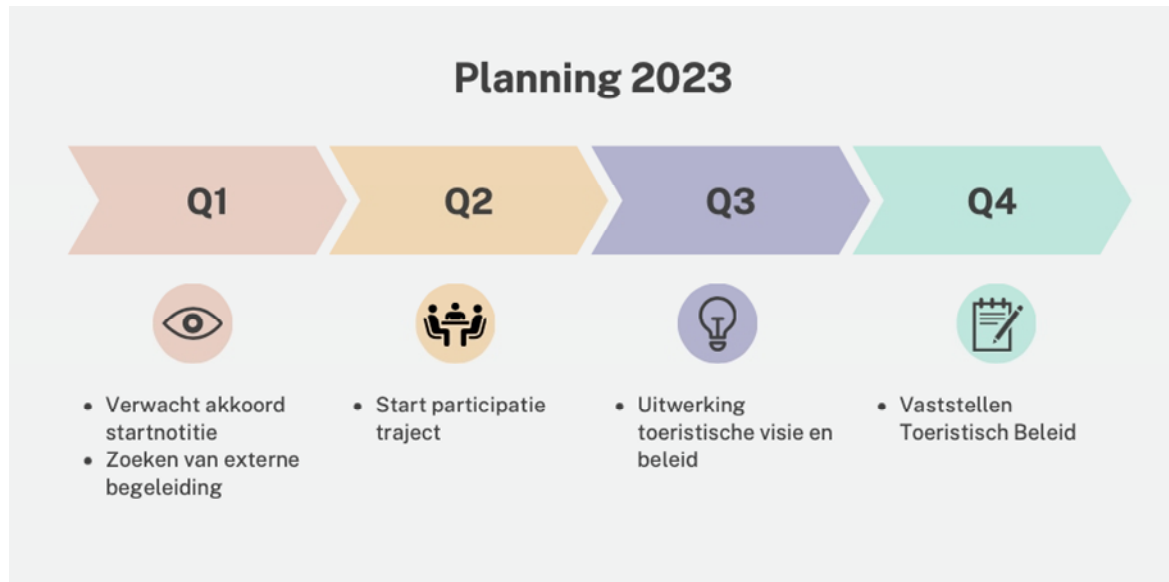 Planning 2023
Q1
Q2
Q3
Q4
• Verwacht akkoord
startnotitie
• Zoeken van externe
begeleiding
• Start participatie
traject
• Uitwerking
toeristische visie en
beleid
• Vaststellen
Toeristisch Beleid